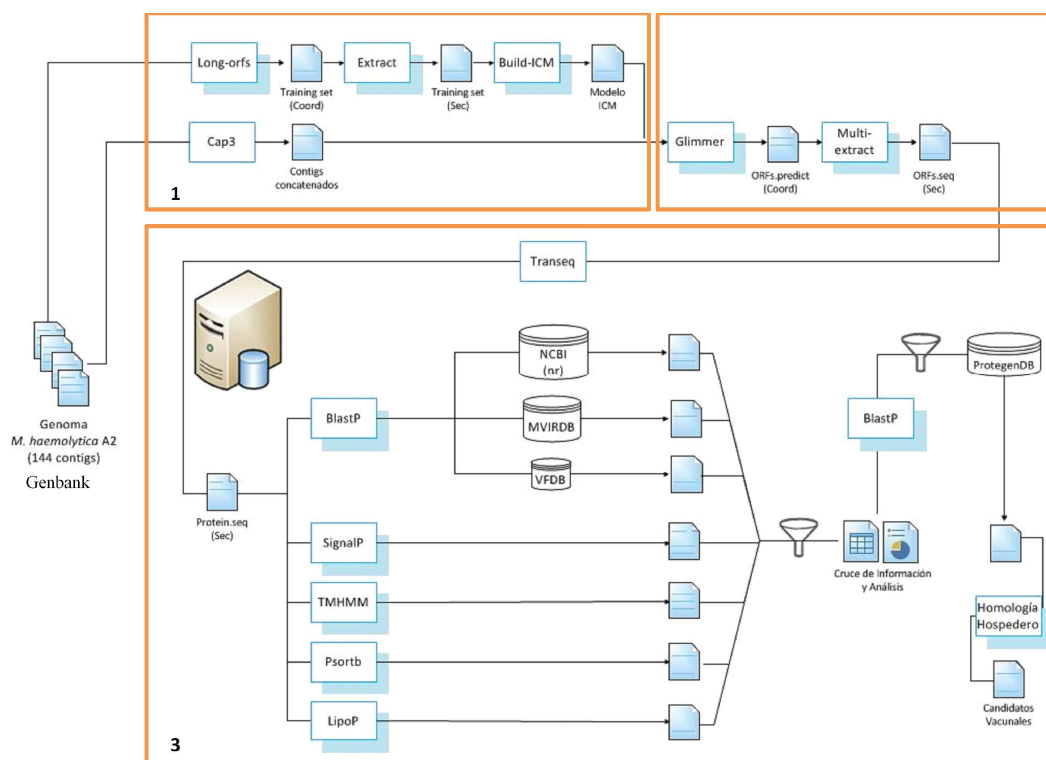 Long-orfs
Training set
(Coord)
Extract
Training set
(Sec)
Build-ICM
Modelo
ICM
Cap3
Contigs
concatenados
1
Glimmer
ORFs.predict
(Coord)
Multi-
extract
ORFs.seq
(Sec)
Genoma
M. haemolytica A2
(144 contigs)
Genbank
Transeq
Protein.seq
(Sec)
BlastP
NCBI
(nr)
MVIRDB
VFDB
SignalP
TMHMM
Psortb
LipoP
Cruce de Información
y Análisis
BlastP
ProtegenDB
Homología
Hospedero
Candidatos
Vacunales
3